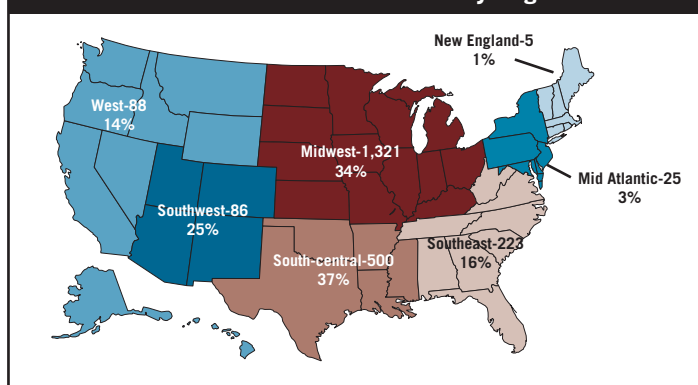 New England-5
1%
West-88
14%
Midwest-1,321
34%
Mid Atlantic-25
3%
Southwest-86
25%
Southeast-223
16%
South-central-500
37%